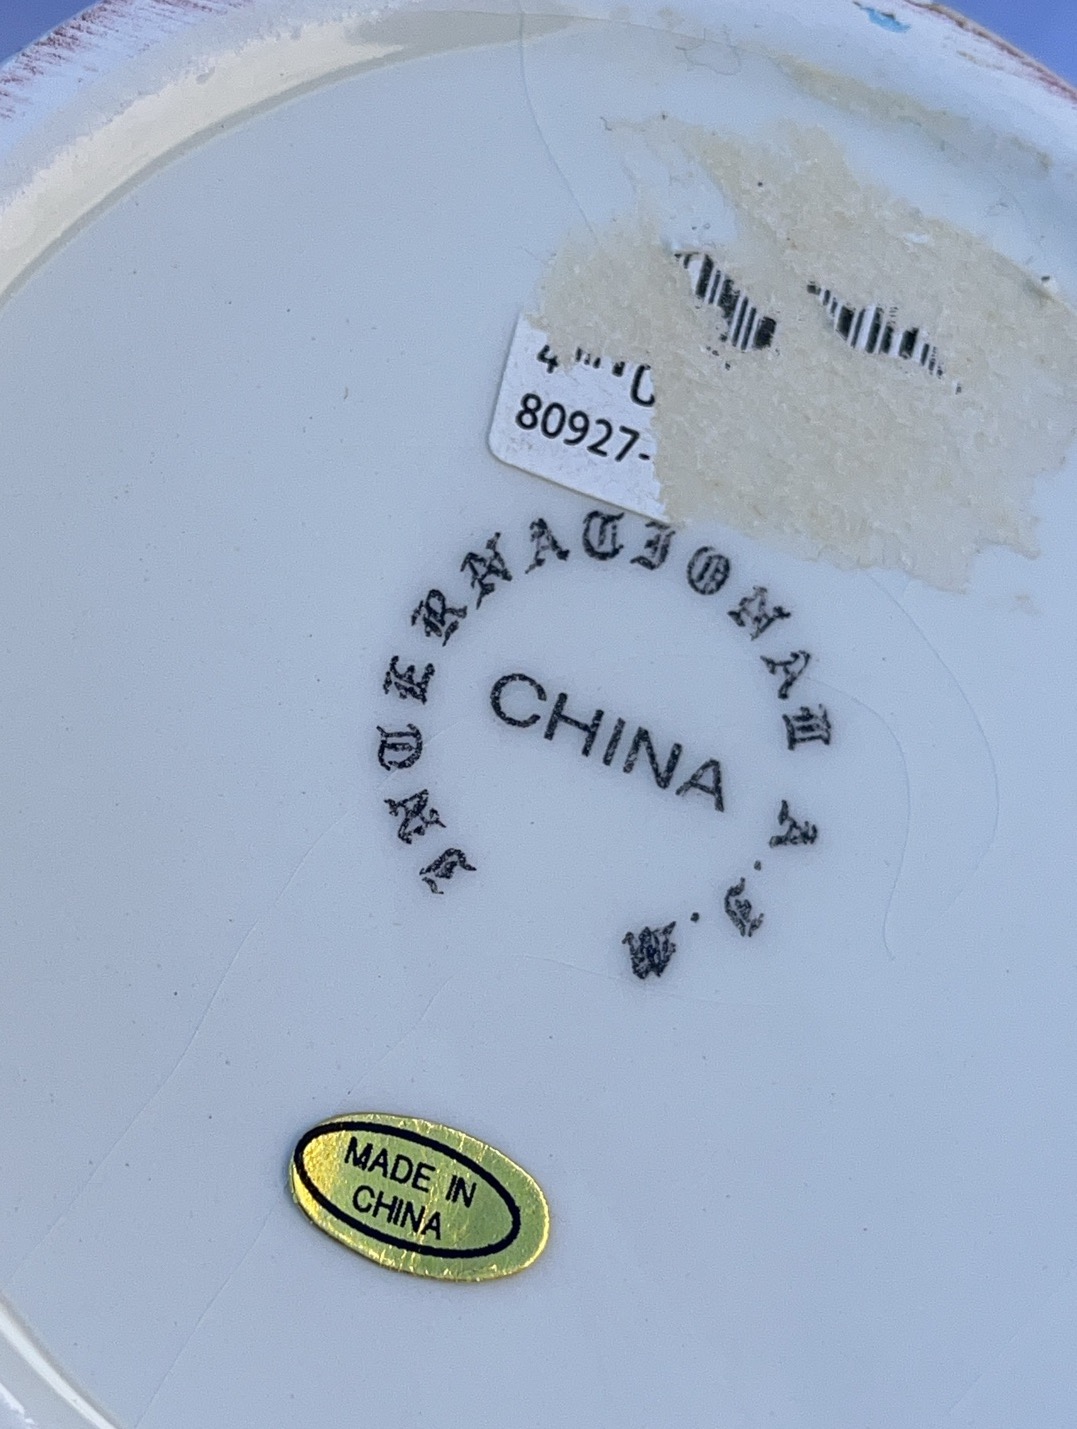 80927-
INTERNATIONAL
CHINA
MADE IN
CHINA